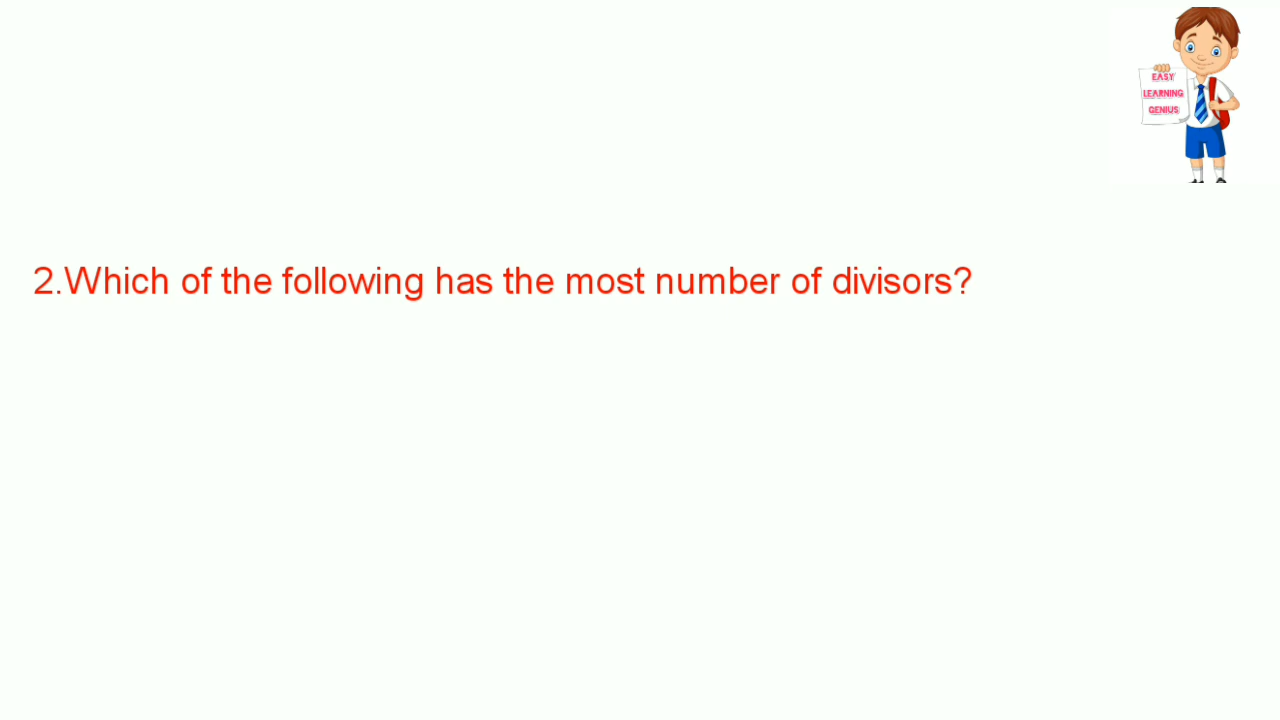 EASY
LEARNING
GENIUS
2.Which of the following has the most number of divisors?